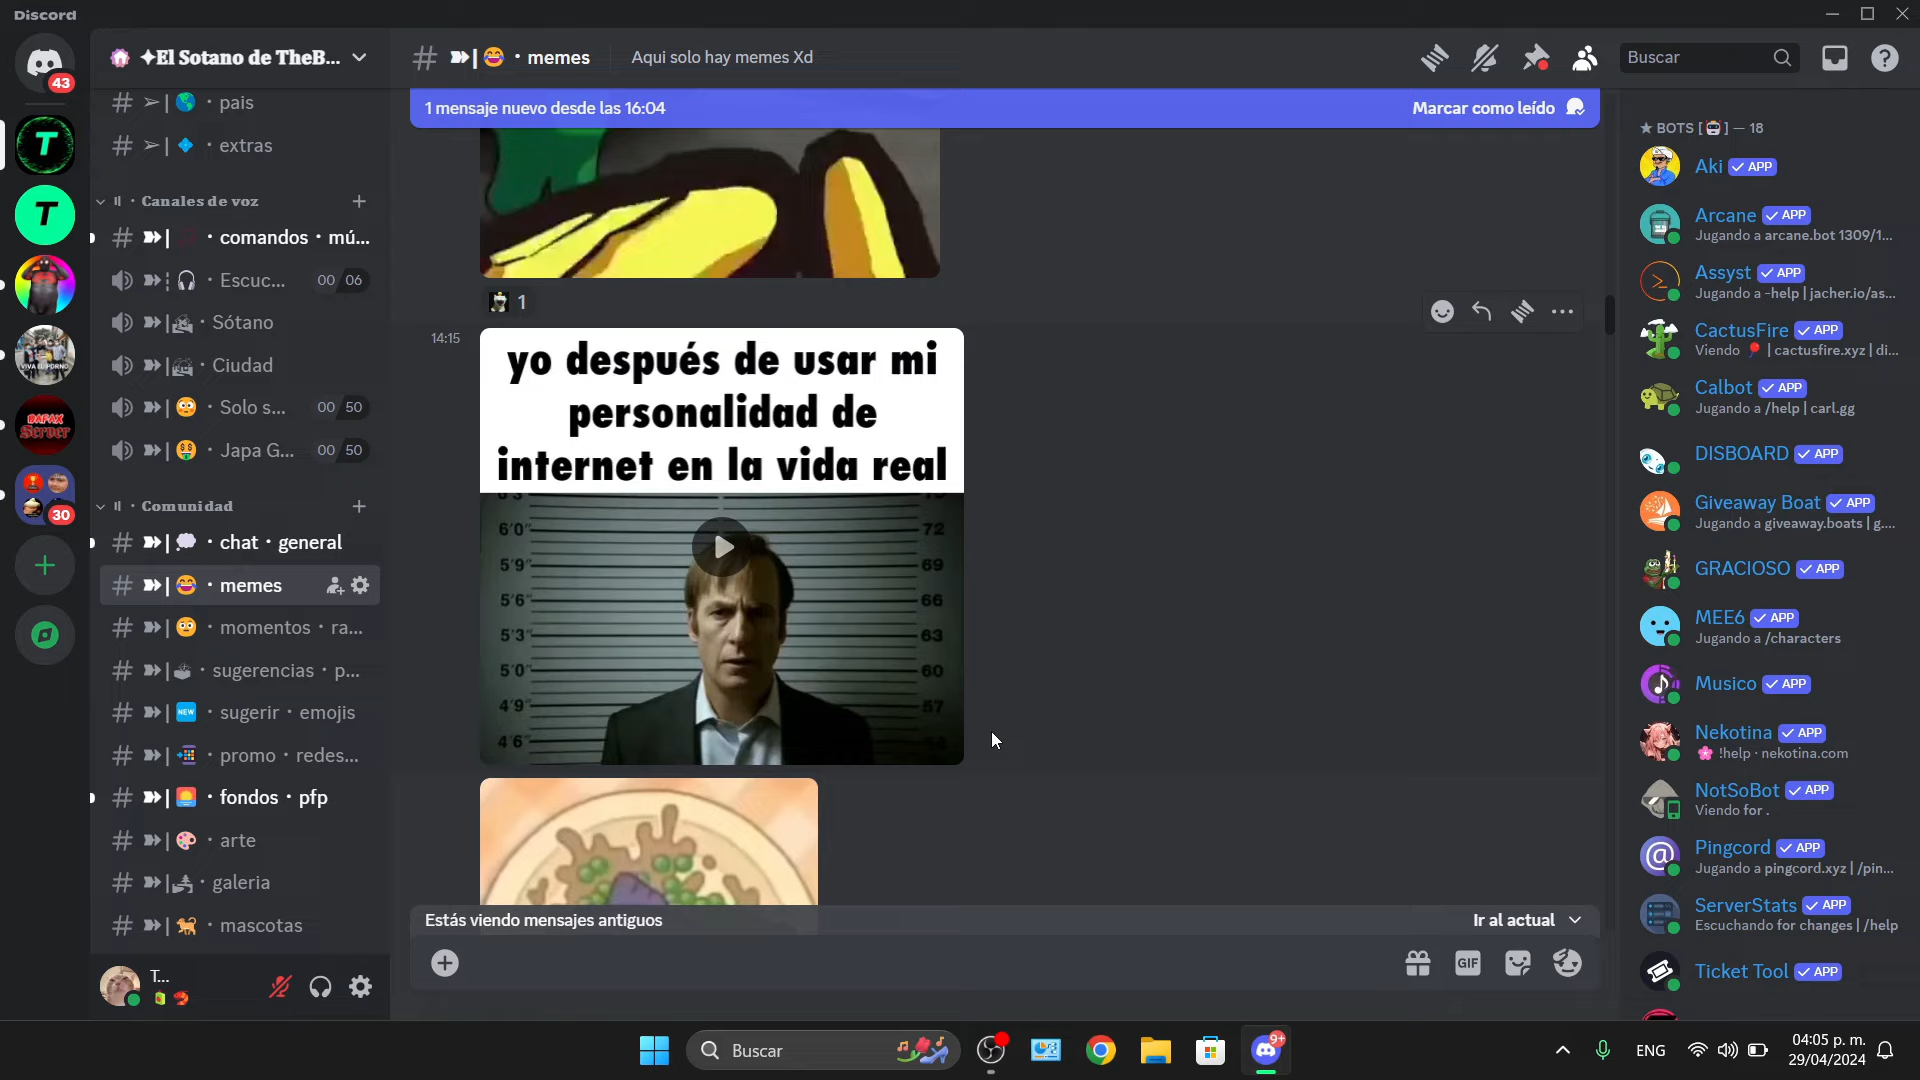 Discord
43
✦El Sotano de TheB...
# ➢| 🌎 · pais
# ➢| 💠 · extras
Canales de voz
· comandos · mú...
· Escuc... 00 06
· Sótano
· Ciudad
· Solo s... 00 50
· Japa G... 00 50
Comunidad
· chat · general
· memes
· momentos · ra...
· sugerencias · p...
NEW · sugerir · emojis
· promo · redes...
· fondos · pfp
· arte
· galeria
· mascotas
T
T
VIVA EL PORNO
DAFAX
Server
30
T...
# | 😂 · memes
Aqui solo hay memes Xd
Buscar
1 mensaje nuevo desde las 16:04
Marcar como leído
1
14:15
yo después de usar mi
personalidad de
internet en la vida real
6'0" 72
5'9" 69
5'6" 66
5'3" 63
5'0" 60
4'9" 57
4'6"
Estás viendo mensajes antiguos
Ir al actual
GIF
★ BOTS [🤖] — 18
Aki ✓ APP
Arcane ✓ APP
Jugando a arcane.bot 1309/1...
Assyst ✓ APP
Jugando a -help | jacher.io/as...
CactusFire ✓ APP
Viendo 🎈 | cactusfire.xyz | di...
Calbot ✓ APP
Jugando a /help | carl.gg
DISBOARD ✓ APP
Giveaway Boat ✓ APP
Jugando a giveaway.boats | g....
GRACIOSO ✓ APP
MEE6 ✓ APP
Jugando a /characters
Musico ✓ APP
Nekotina ✓ APP
🌸 !help · nekotina.com
NotSoBot ✓ APP
Viendo for .
Pingcord ✓ APP
Jugando a pingcord.xyz | /pin...
ServerStats ✓ APP
Escuchando for changes | /help
Ticket Tool ✓ APP
Buscar
9+
ENG
04:05 p. m.
29/04/2024